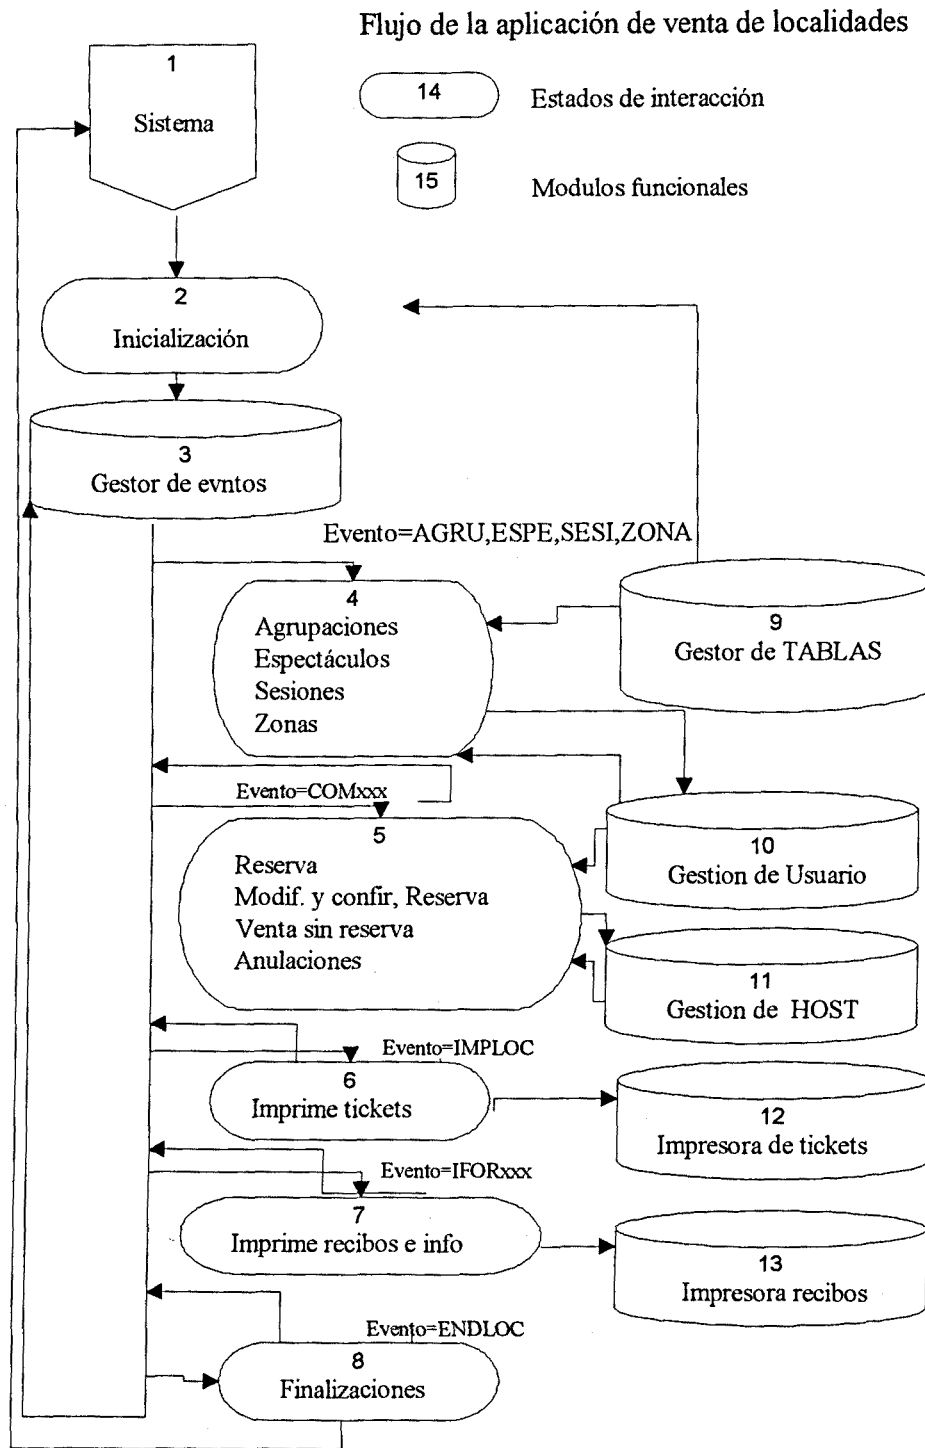 Flujo de la aplicación de venta de localidades
1
Sistema
14
Estados de interacción
15
Modulos funcionales
2
Inicialización
3
Gestor de evntos
Evento=AGRU,ESPE,SESI,ZONA
4
Agrupaciones
Espectáculos
Sesiones
Zonas
9
Gestor de TABLAS
Evento=COMxxx
5
Reserva
Modif. y confir, Reserva
Venta sin reserva
Anulaciones
10
Gestion de Usuario
11
Gestion de HOST
Evento=IMPLOC
6
Imprime tickets
12
Impresora de tickets
Evento=IFORxxx
7
Imprime recibos e info
13
Impresora recibos
Evento=ENDLOC
8
Finalizaciones